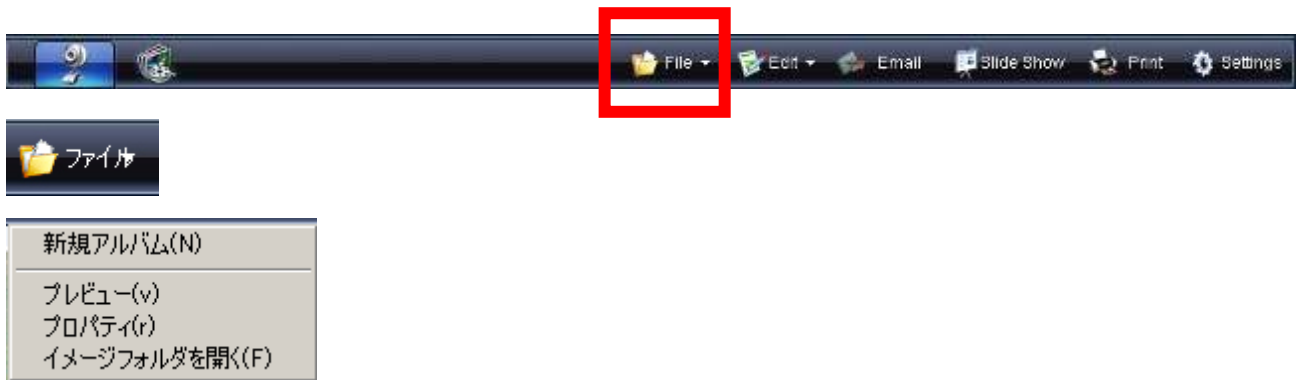 File Edit Email Slide Show Print Settings
ファイル
新規アルバム(N)
プレビュー(v)
プロパティ(r)
イメージフォルダを開く(F)